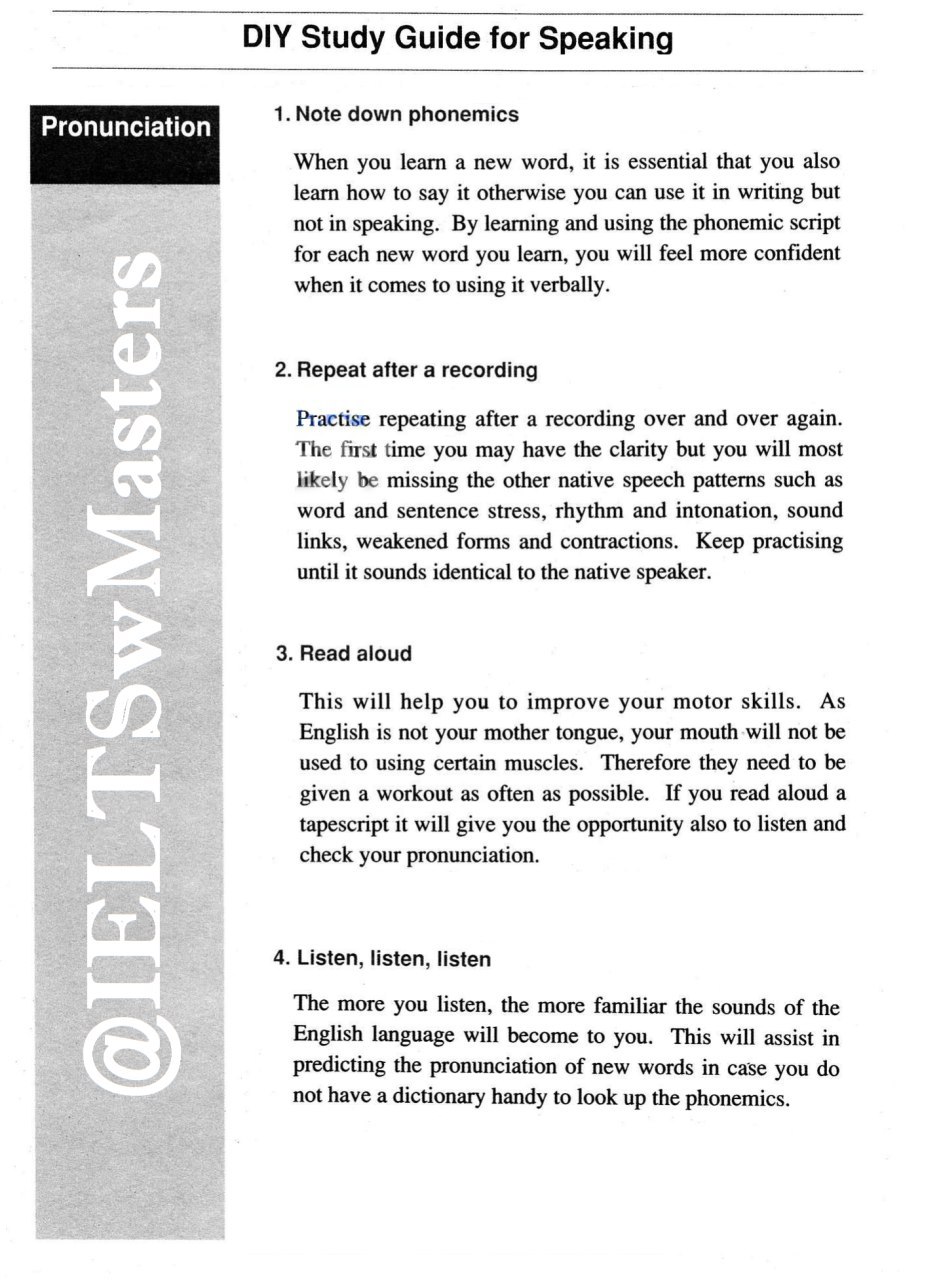 DIY Study Guide for Speaking
Pronunciation
@IELTSwMasters
1. Note down phonemics
When you learn a new word, it is essential that you also
learn how to say it otherwise you can use it in writing but
not in speaking. By learning and using the phonemic script
for each new word you learn, you will feel more confident
when it comes to using it verbally.
2. Repeat after a recording
Practise repeating after a recording over and over again.
The first time you may have the clarity but you will most
likely be missing the other native speech patterns such as
word and sentence stress, rhythm and intonation, sound
links, weakened forms and contractions. Keep practising
until it sounds identical to the native speaker.
3. Read aloud
This will help you to improve your motor skills. As
English is not your mother tongue, your mouth will not be
used to using certain muscles. Therefore they need to be
given a workout as often as possible. If you read aloud a
tapescript it will give you the opportunity also to listen and
check your pronunciation.
4. Listen, listen, listen
The more you listen, the more familiar the sounds of the
English language will become to you. This will assist in
predicting the pronunciation of new words in case you do
not have a dictionary handy to look up the phonemics.